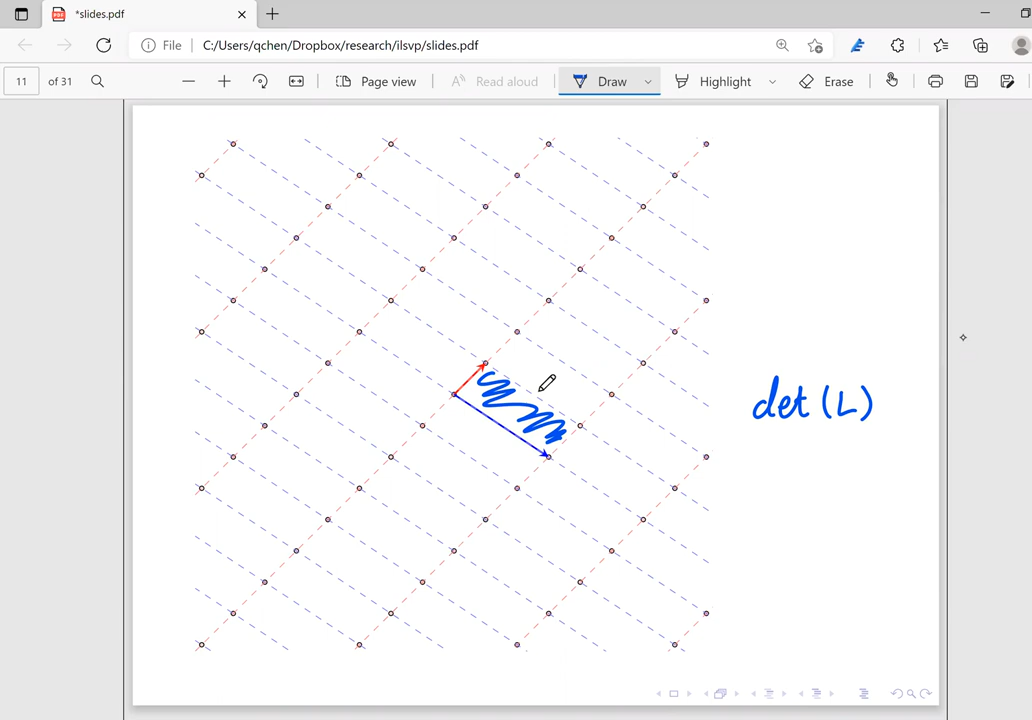 *slides.pdf
File C:/Users/qchen/Dropbox/research/ilsvp/slides.pdf
11 of 31 Page view Read aloud Draw Highlight Erase
det (L)